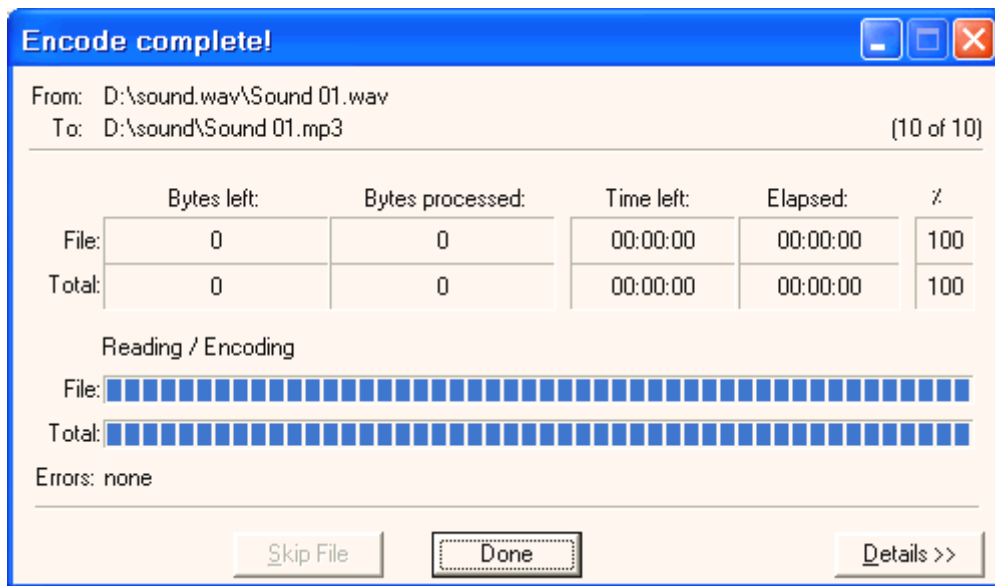 Encode complete!
From: D:\sound.wav\Sound 01.wav
To: D:\sound\Sound 01.mp3 (10 of 10)
Bytes left: Bytes processed: Time left: Elapsed: %
File: 0 0 00:00:00 00:00:00 100
Total: 0 0 00:00:00 00:00:00 100
Reading / Encoding
File:
Total:
Errors: none
Skip File Done Details >>